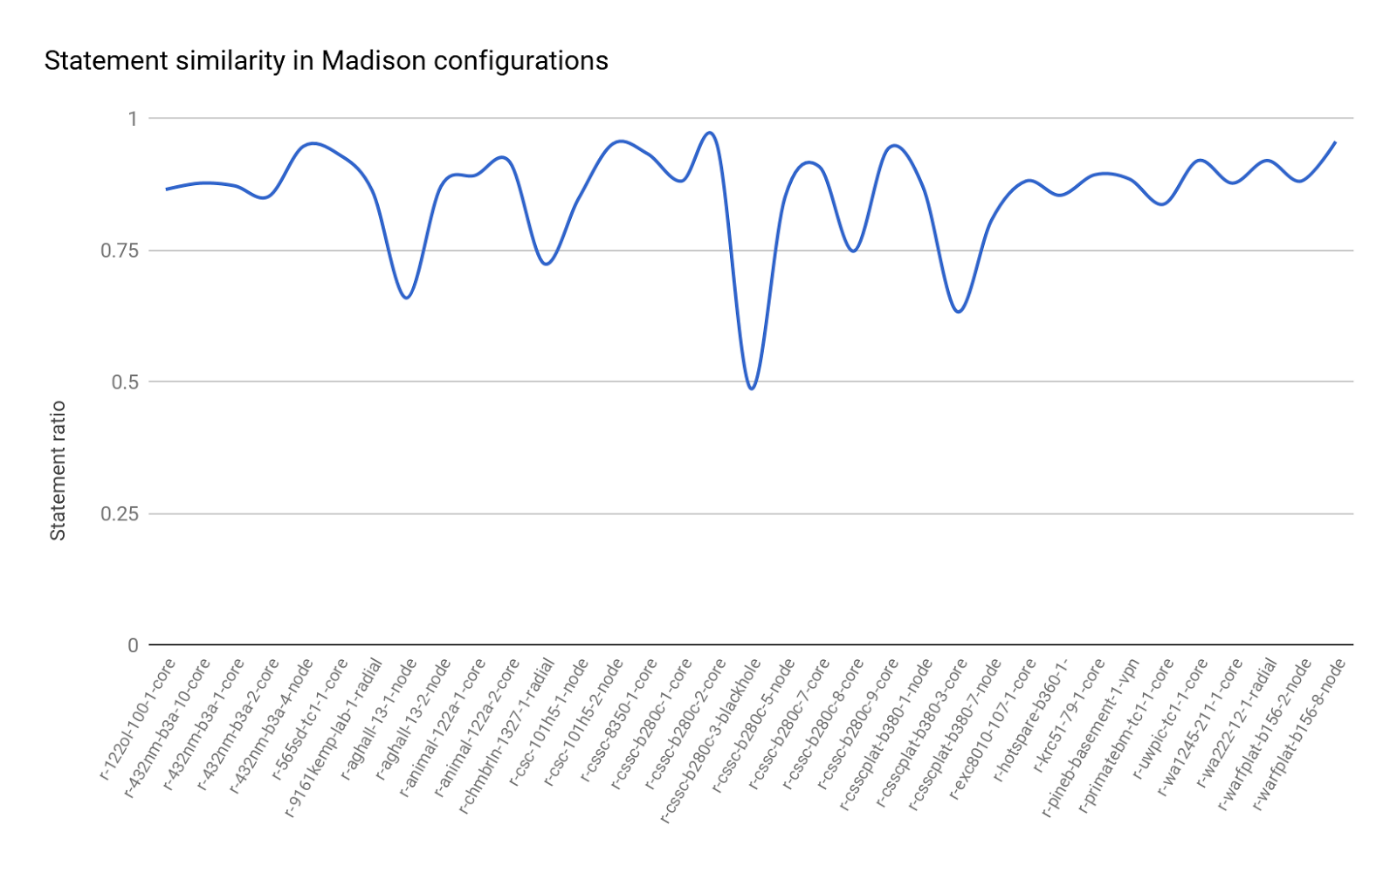 Statement similarity in Madison configurations
1
0.75
0.5
0.25
0
Statement ratio
r-122ol-100-1-core
r-432nm-b3a-10-core
r-432nm-b3a-1-core
r-432nm-b3a-2-core
r-432nm-b3a-4-node
r-565sd-tc1-1-core
r-9161kemp-lab-1-radial
r-aghall-13-1-node
r-aghall-13-2-node
r-animal-122a-1-core
r-animal-122a-2-core
r-chmbrln-1327-1-radial
r-csc-101h5-1-node
r-csc-101h5-2-node
r-cssc-8350-1-core
r-cssc-b280c-1-core
r-cssc-b280c-2-core
r-cssc-b280c-3-blackhole
r-cssc-b280c-5-node
r-cssc-b280c-7-core
r-cssc-b280c-8-core
r-cssc-b280c-9-core
r-csscplat-b380-1-node
r-csscplat-b380-3-core
r-csscplat-b380-7-node
r-exc8010-107-1-core
r-hotspare-b360-1-
r-krc51-79-1-core
r-pineb-basement-1-vpn
r-primatebm-tc1-1-core
r-uwpic-tc1-1-core
r-wa1245-211-1-core
r-wa222-12-1-radial
r-warfplat-b156-2-node
r-warfplat-b156-8-node